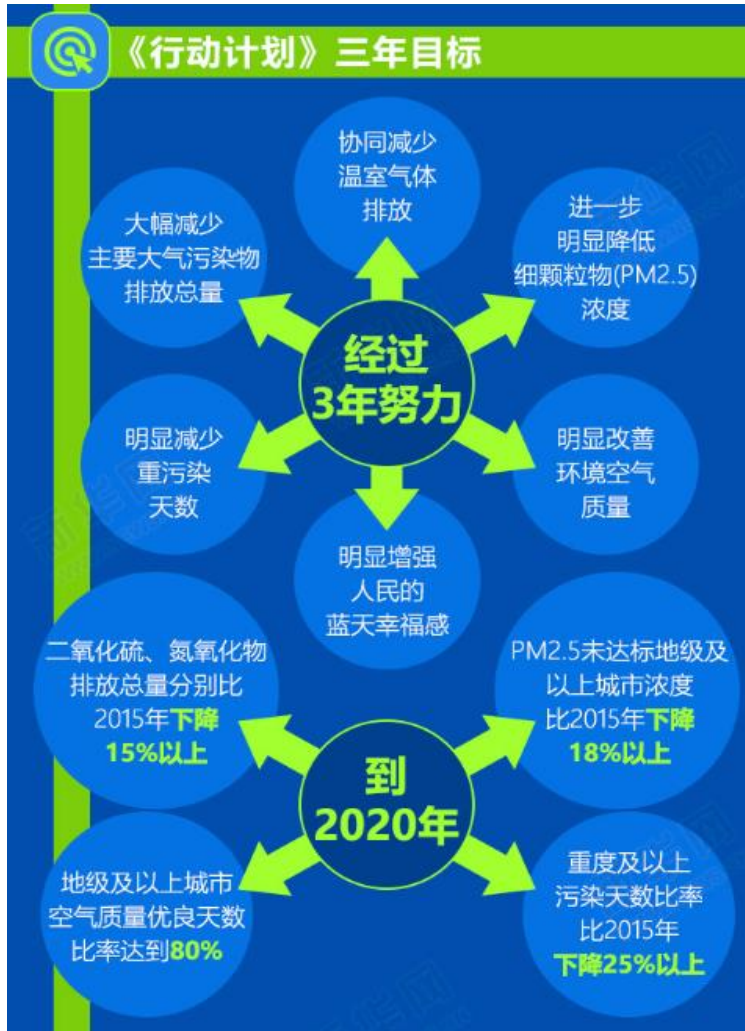 《行动计划》三年目标
协同减少
温室气体
排放
大幅减少
主要大气污染物
排放总量
进一步
明显降低
细颗粒物(PM2.5)
浓度
经过
3年努力
明显减少
重污染
天数
明显改善
环境空气
质量
明显增强
人民的
蓝天幸福感
二氧化硫、氮氧化物
排放总量分别比
2015年下降
15%以上
PM2.5未达标地级及
以上城市浓度
比2015年下降
18%以上
到
2020年
地级及以上城市
空气质量优良天数
比率达到80%
重度及以上
污染天数比率
比2015年
下降25%以上